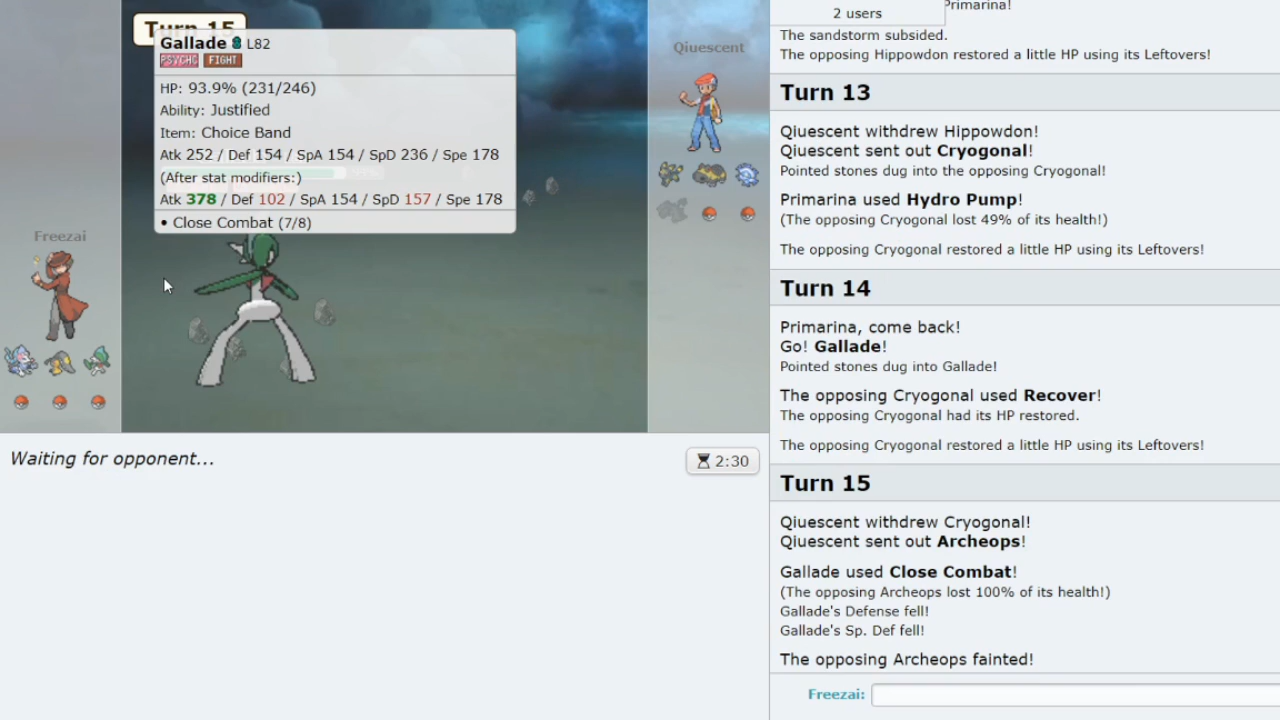 Turn 15
Gallade L82
PSYCHC FIGHT
HP: 93.9% (231/246)
Ability: Justified
Item: Choice Band
Atk 252 / Def 154 / SpA 154 / SpD 236 / Spe 178
(After stat modifiers:)
Atk 378 / Def 102 / SpA 154 / SpD 157 / Spe 178
• Close Combat (7/8)
Freezai
Qiuescent
Waiting for opponent...
2:30
2 users
Primarina!
The sandstorm subsided.
The opposing Hippowdon restored a little HP using its Leftovers!
Turn 13
Qiuescent withdrew Hippowdon!
Qiuescent sent out Cryogonal!
Pointed stones dug into the opposing Cryogonal!
Primarina used Hydro Pump!
(The opposing Cryogonal lost 49% of its health!)
The opposing Cryogonal restored a little HP using its Leftovers!
Turn 14
Primarina, come back!
Go! Gallade!
Pointed stones dug into Gallade!
The opposing Cryogonal used Recover!
The opposing Cryogonal had its HP restored.
The opposing Cryogonal restored a little HP using its Leftovers!
Turn 15
Qiuescent withdrew Cryogonal!
Qiuescent sent out Archeops!
Gallade used Close Combat!
(The opposing Archeops lost 100% of its health!)
Gallade's Defense fell!
Gallade's Sp. Def fell!
The opposing Archeops fainted!
Freezai: